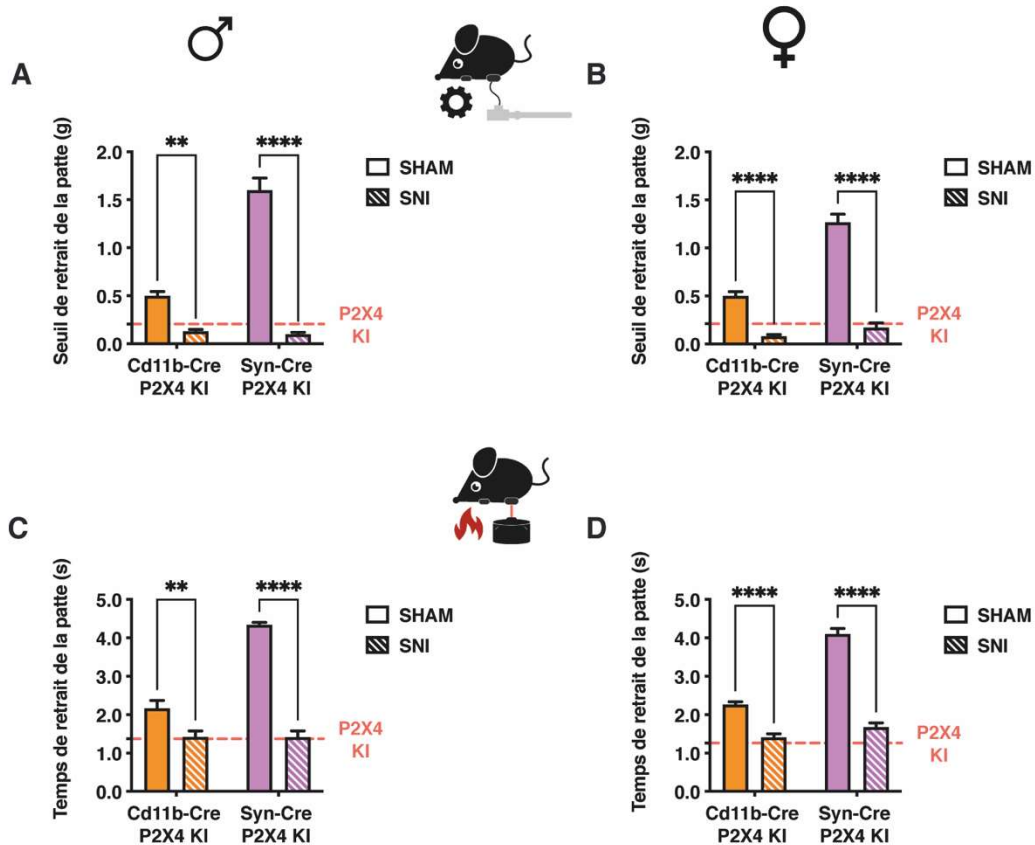 A
Seuil de retrait de la patte (g)
2.0
1.5
1.0
0.5
0.0
**
****
SHAM
SNI
P2X4
KI
Cd11b-Cre
P2X4 KI
Syn-Cre
P2X4 KI
B
Seuil de retrait de la patte (g)
2.0
1.5
1.0
0.5
0.0
****
****
SHAM
SNI
P2X4
KI
Cd11b-Cre
P2X4 KI
Syn-Cre
P2X4 KI
C
Temps de retrait de la patte (s)
5.0
4.0
3.0
2.0
1.0
0.0
**
****
SHAM
SNI
P2X4
KI
Cd11b-Cre
P2X4 KI
Syn-Cre
P2X4 KI
D
Temps de retrait de la patte (s)
5.0
4.0
3.0
2.0
1.0
0.0
****
****
SHAM
SNI
P2X4
KI
Cd11b-Cre
P2X4 KI
Syn-Cre
P2X4 KI